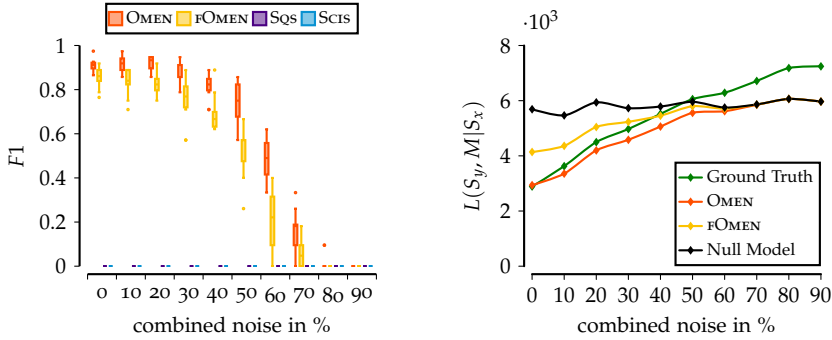 OMEN FOMEN SQS SCIS
F1
1
0.8
0.6
0.4
0.2
0
0 10 20 30 40 50 60 70 80 90
combined noise in %
8 ·10³
6
4
2
0
L(S_y, M|S_x)
Ground Truth
OMEN
FOMEN
Null Model
0 10 20 30 40 50 60 70 80 90
combined noise in %